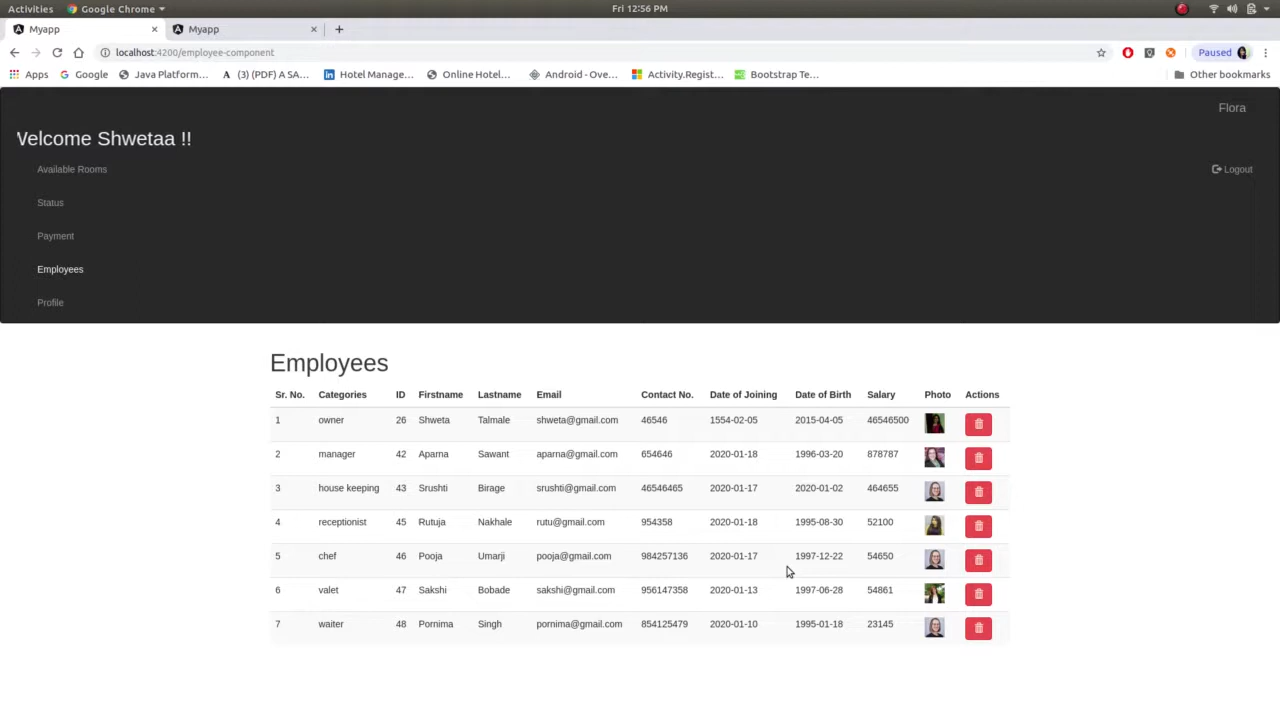 Activities Google Chrome Fri 12:56 PM
Myapp Myapp
localhost:4200/employee-component Paused
Apps Google Java Platform… A (3) (PDF) A SA… Hotel Manage… Online Hotel… Android - Ove… Activity.Regist… Bootstrap Te… Other bookmarks
Flora
Welcome Shwetaa !!
Available Rooms Logout
Status
Payment
Employees
Profile
Employees
Sr. No. Categories ID Firstname Lastname Email Contact No. Date of Joining Date of Birth Salary Photo Actions
1 owner 26 Shweta Talmale shweta@gmail.com 46546 1554-02-05 2015-04-05 46546500
2 manager 42 Aparna Sawant aparna@gmail.com 654646 2020-01-18 1996-03-20 878787
3 house keeping 43 Srushti Birage srushti@gmail.com 46546465 2020-01-17 2020-01-02 464655
4 receptionist 45 Rutuja Nakhale rutu@gmail.com 954358 2020-01-18 1995-08-30 52100
5 chef 46 Pooja Umarji pooja@gmail.com 984257136 2020-01-17 1997-12-22 54650
6 valet 47 Sakshi Bobade sakshi@gmail.com 956147358 2020-01-13 1997-06-28 54861
7 waiter 48 Pornima Singh pornima@gmail.com 854125479 2020-01-10 1995-01-18 23145